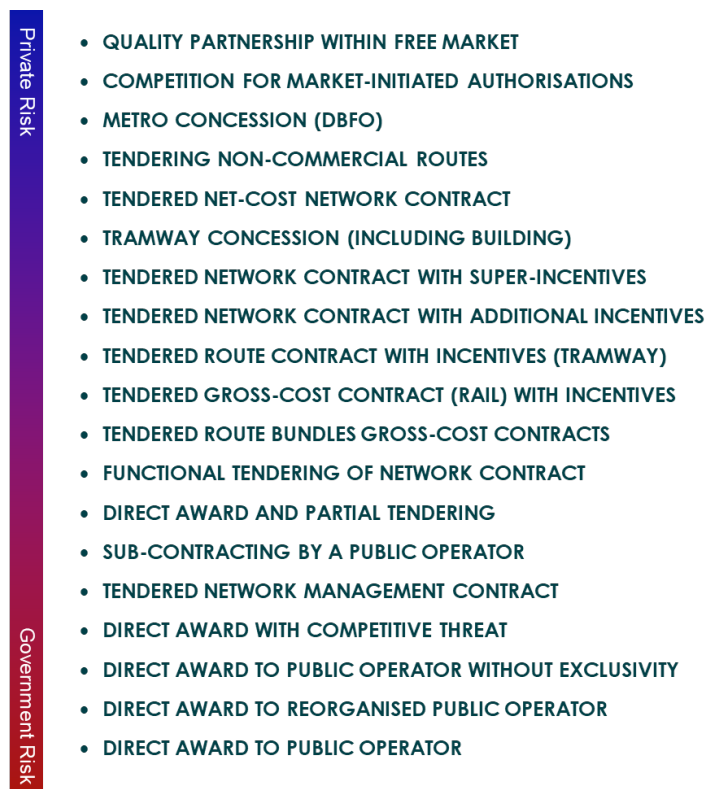 Private Risk
• QUALITY PARTNERSHIP WITHIN FREE MARKET
• COMPETITION FOR MARKET-INITIATED AUTHORISATIONS
• METRO CONCESSION (DBFO)
• TENDERING NON-COMMERCIAL ROUTES
• TENDERED NET-COST NETWORK CONTRACT
• TRAMWAY CONCESSION (INCLUDING BUILDING)
• TENDERED NETWORK CONTRACT WITH SUPER-INCENTIVES
• TENDERED NETWORK CONTRACT WITH ADDITIONAL INCENTIVES
• TENDERED ROUTE CONTRACT WITH INCENTIVES (TRAMWAY)
• TENDERED GROSS-COST CONTRACT (RAIL) WITH INCENTIVES
• TENDERED ROUTE BUNDLES GROSS-COST CONTRACTS
• FUNCTIONAL TENDERING OF NETWORK CONTRACT
• DIRECT AWARD AND PARTIAL TENDERING
• SUB-CONTRACTING BY A PUBLIC OPERATOR
• TENDERED NETWORK MANAGEMENT CONTRACT
• DIRECT AWARD WITH COMPETITIVE THREAT
• DIRECT AWARD TO PUBLIC OPERATOR WITHOUT EXCLUSIVITY
• DIRECT AWARD TO REORGANISED PUBLIC OPERATOR
• DIRECT AWARD TO PUBLIC OPERATOR
Government Risk